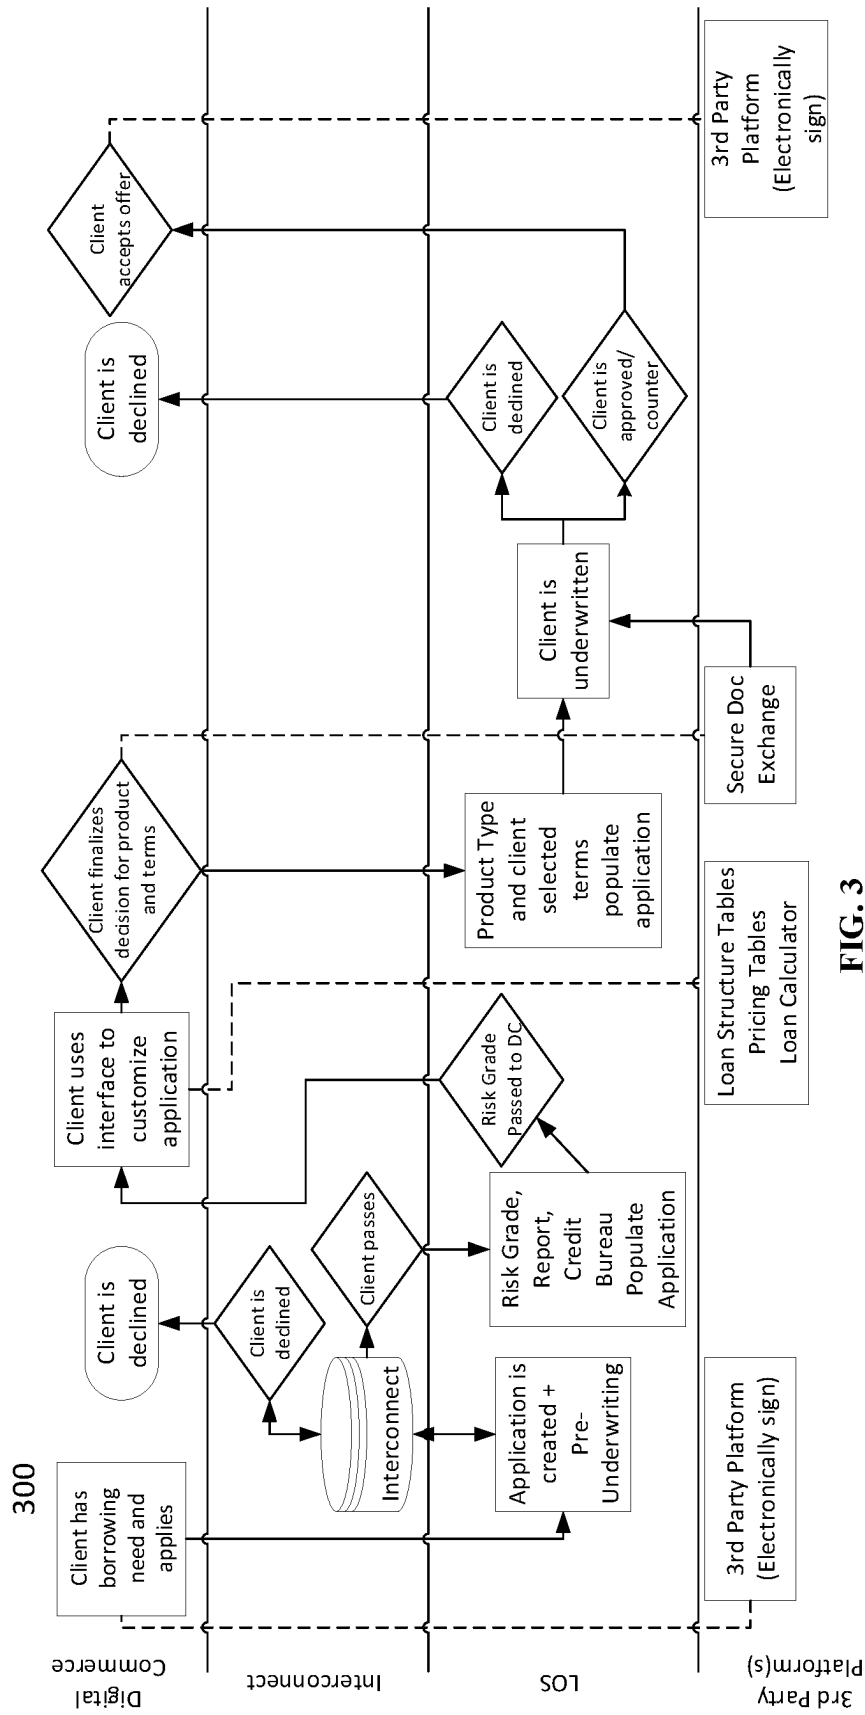 300
Digital
Commerce
Client has
borrowing
need and
applies
Client is
declined
Client uses
interface to
customize
application
Client finalizes
decision for product
and terms
Client is
declined
Client
accepts offer
Interconnect
Interconnect
Client is
declined
Client passes
LOS
Application is
created +
Pre-
Underwriting
Risk Grade,
Report,
Credit
Bureau
Populate
Application
Risk Grade
Passed to DC
Product Type
and client
selected
terms
populate
application
Client is
underwritten
Client is
declined
Client is
approved/
counter
3rd Party
Platform(s)
3rd Party Platform
(Electronically sign)
Loan Structure Tables
Pricing Tables
Loan Calculator
Secure Doc
Exchange
3rd Party
Platform
(Electronically
sign)
FIG. 3